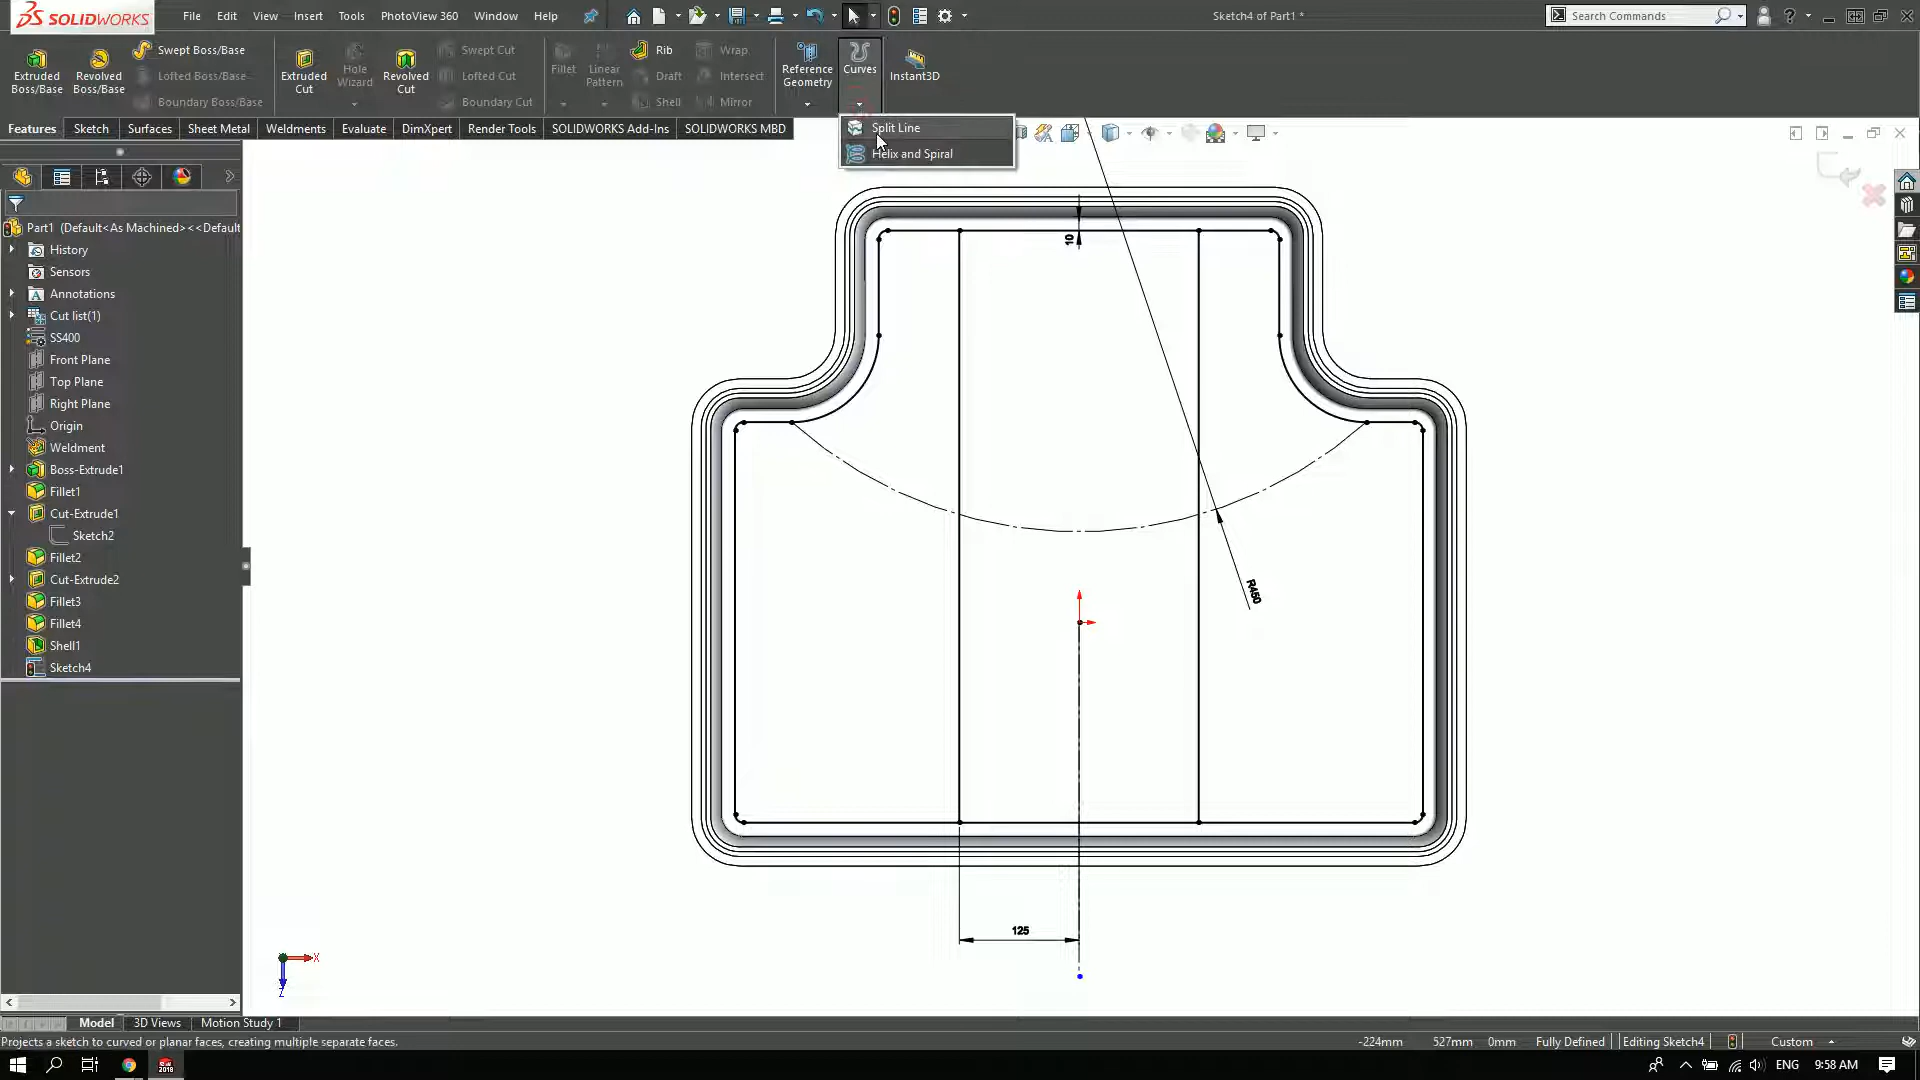 SOLIDWORKS
File Edit View Insert Tools PhotoView 360 Window Help
Sketch4 of Part1 *
Search Commands
Extruded Boss/Base
Revolved Boss/Base
Swept Boss/Base
Lofted Boss/Base
Boundary Boss/Base
Extruded Cut
Hole Wizard
Revolved Cut
Swept Cut
Lofted Cut
Boundary Cut
Fillet
Linear Pattern
Rib
Draft
Shell
Wrap
Intersect
Mirror
Reference Geometry
Curves
Instant3D
Features Sketch Surfaces Sheet Metal Weldments Evaluate DimXpert Render Tools SOLIDWORKS Add-Ins SOLIDWORKS MBD
Split Line
Helix and Spiral
Part1 (Default<As Machined><<Default
History
Sensors
Annotations
Cut list(1)
SS400
Front Plane
Top Plane
Right Plane
Origin
Weldment
Boss-Extrude1
Fillet1
Cut-Extrude1
Sketch2
Fillet2
Cut-Extrude2
Fillet3
Fillet4
Shell1
Sketch4
10
R450
125
X
Z
Model 3D Views Motion Study 1
Projects a sketch to curved or planar faces, creating multiple separate faces.
-224mm 527mm 0mm Fully Defined Editing Sketch4 Custom
2018
ENG 9:58 AM